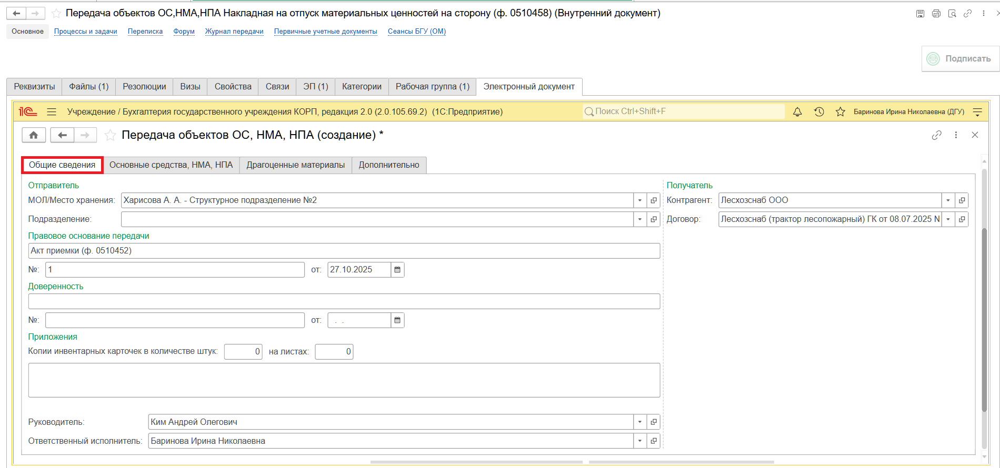 Передача объектов ОС,НМА,НПА Накладная на отпуск материальных ценностей на сторону (ф. 0510458) (Внутренний документ)
Основное Процессы и задачи Переписка Форум Журнал передачи Первичные учетные документы Сеансы БГУ (ОМ)
Подписать
Реквизиты Файлы (1) Резолюции Визы Свойства Связи ЭП (1) Категории Рабочая группа (1) Электронный документ
1С Учреждение / Бухгалтерия государственного учреждения КОРП, редакция 2.0 (2.0.105.69.2) (1С:Предприятие) Поиск Ctrl+Shift+F Баринова Ирина Николаевна (ДГУ)
Передача объектов ОС, НМА, НПА (создание) *
Общие сведения Основные средства, НМА, НПА Драгоценные материалы Дополнительно
Отправитель Получатель
МОЛ/Место хранения: Харисова А. А. - Структурное подразделение №2 Контрагент: Лесхозснаб ООО
Подразделение: Договор: Лесхозснаб (трактор лесопожарный) ГК от 08.07.2025 N
Правовое основание передачи
Акт приемки (ф. 0510452)
№: 1 от: 27.10.2025
Доверенность
№: от: . .
Приложения
Копии инвентарных карточек в количестве штук: 0 на листах: 0
Руководитель: Ким Андрей Олегович
Ответственный исполнитель: Баринова Ирина Николаевна